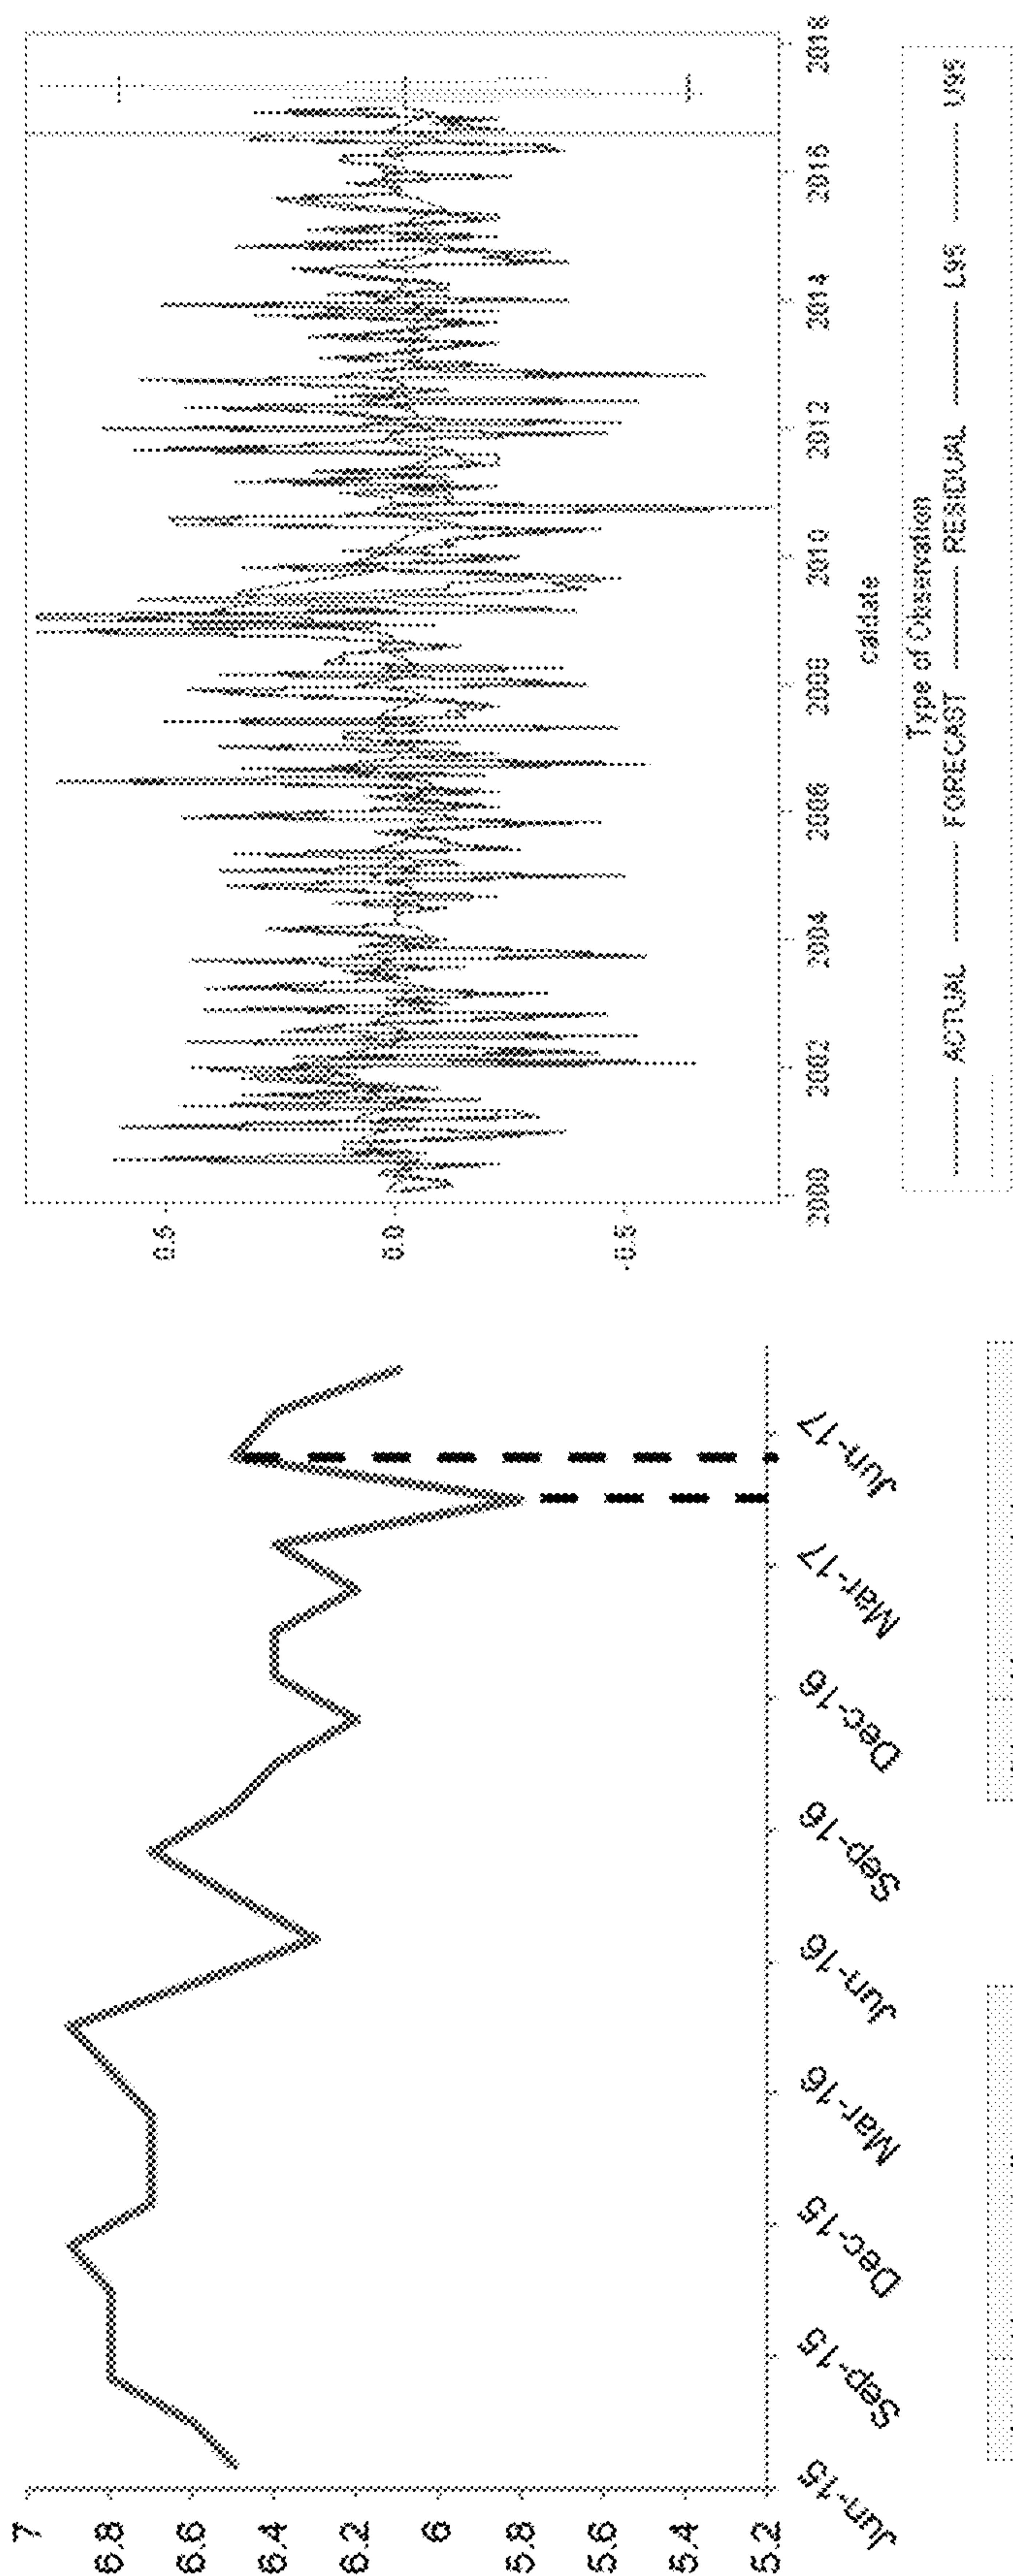 7
6.8
6.6
6.4
6.2
6
5.8
5.6
5.4
5.2
Jun-15
Sep-15
Dec-15
Mar-16
Jun-16
Sep-16
Dec-16
Mar-17
Jun-17
0.5
0.0
-0.5
2000 2002 2004 2006 2008 2010 2012 2014 2016 2018
caldate
Type of Observation
ACTUAL FORECAST RESIDUAL L95 U95